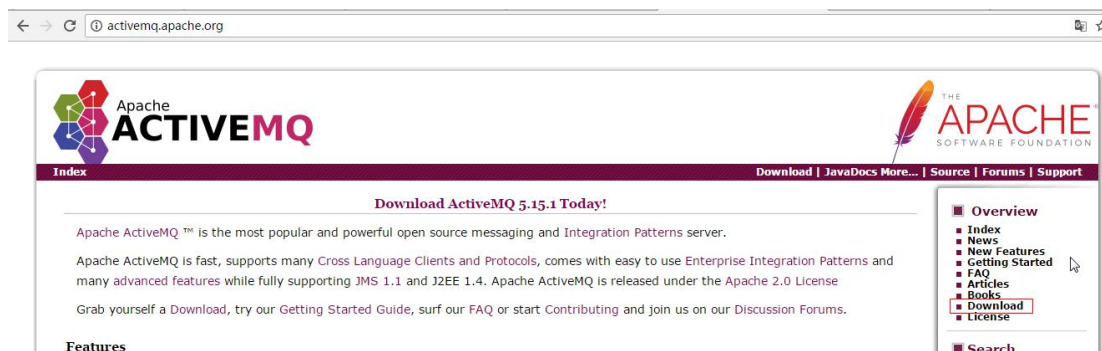 activemq.apache.org
Apache
ACTIVEMQ
THE
APACHE®
SOFTWARE FOUNDATION
Index
Download | JavaDocs More... | Source | Forums | Support
Download ActiveMQ 5.15.1 Today!
Apache ActiveMQ ™ is the most popular and powerful open source messaging and Integration Patterns server.
Apache ActiveMQ is fast, supports many Cross Language Clients and Protocols, comes with easy to use Enterprise Integration Patterns and
many advanced features while fully supporting JMS 1.1 and J2EE 1.4. Apache ActiveMQ is released under the Apache 2.0 License
Grab yourself a Download, try our Getting Started Guide, surf our FAQ or start Contributing and join us on our Discussion Forums.
Features
Overview
Index
News
New Features
Getting Started
FAQ
Articles
Books
Download
License
Search